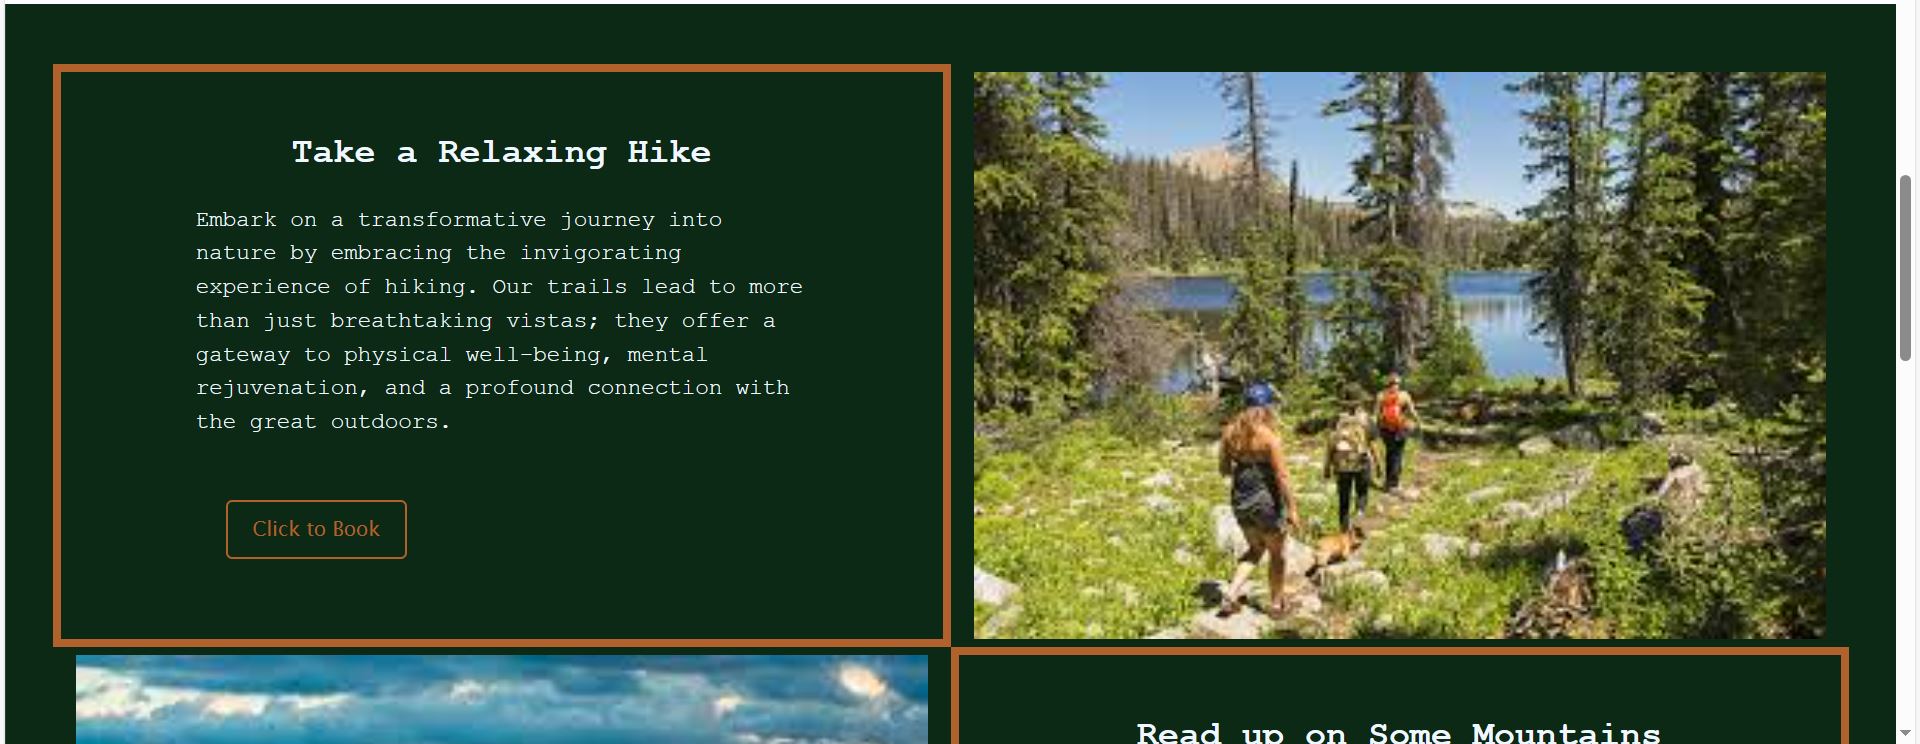 Take a Relaxing Hike
Embark on a transformative journey into
nature by embracing the invigorating
experience of hiking. Our trails lead to more
than just breathtaking vistas; they offer a
gateway to physical well-being, mental
rejuvenation, and a profound connection with
the great outdoors.
Click to Book
Read up on Some Mountains